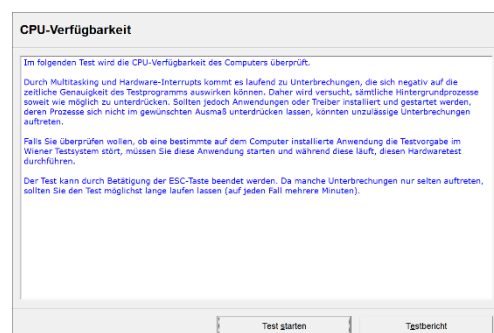 CPU-Verfügbarkeit
Im folgenden Test wird die CPU-Verfügbarkeit des Computers überprüft.
Durch Multitasking und Hardware-Interrupts kommt es laufend zu Unterbrechungen, die sich negativ auf die
zeitliche Genauigkeit des Testprogramms auswirken können. Daher wird versucht, sämtliche Hintergrundprozesse
soweit wie möglich zu unterdrücken. Sollten jedoch Anwendungen oder Treiber installiert und gestartet werden,
deren Prozesse sich nicht im gewünschten Ausmaß unterdrücken lassen, könnten unzulässige Unterbrechungen
auftreten.
Falls Sie überprüfen wollen, ob eine bestimmte auf dem Computer installierte Anwendung die Testvorgabe im
Wiener Testsystem stört, müssen Sie diese Anwendung starten und während diese läuft, diesen Hardwaretest
durchführen.
Der Test kann durch Betätigung der ESC-Taste beendet werden. Da manche Unterbrechungen nur selten auftreten,
sollten Sie den Test möglichst lange laufen lassen (auf jeden Fall mehrere Minuten).
Test starten
Testbericht